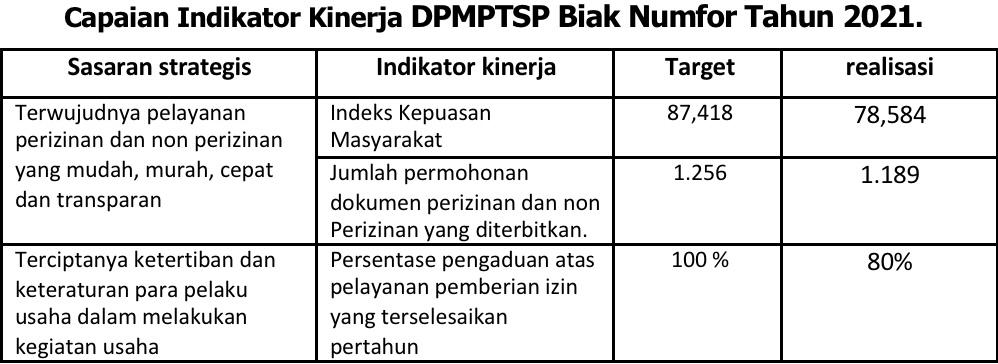 Capaian Indikator Kinerja DPMPTSP Biak Numfor Tahun 2021.
Sasaran strategis Indikator kinerja Target realisasi
Terwujudnya pelayanan
perizinan dan non perizinan
yang mudah, murah, cepat
dan transparan
Indeks Kepuasan
Masyarakat
87,418
78,584
Jumlah permohonan
dokumen perizinan dan non
Perizinan yang diterbitkan.
1.256
1.189
Terciptanya ketertiban dan
keteraturan para pelaku
usaha dalam melakukan
kegiatan usaha
Persentase pengaduan atas
pelayanan pemberian izin
yang terselesaikan
pertahun
100 %
80%